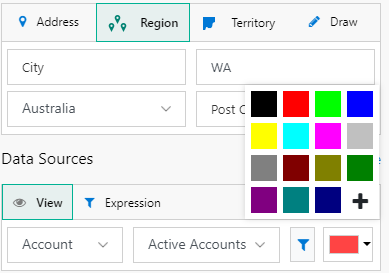 Address Region Territory Draw
City WA
Australia Post C
Data Sources
View Expression
Account Active Accounts